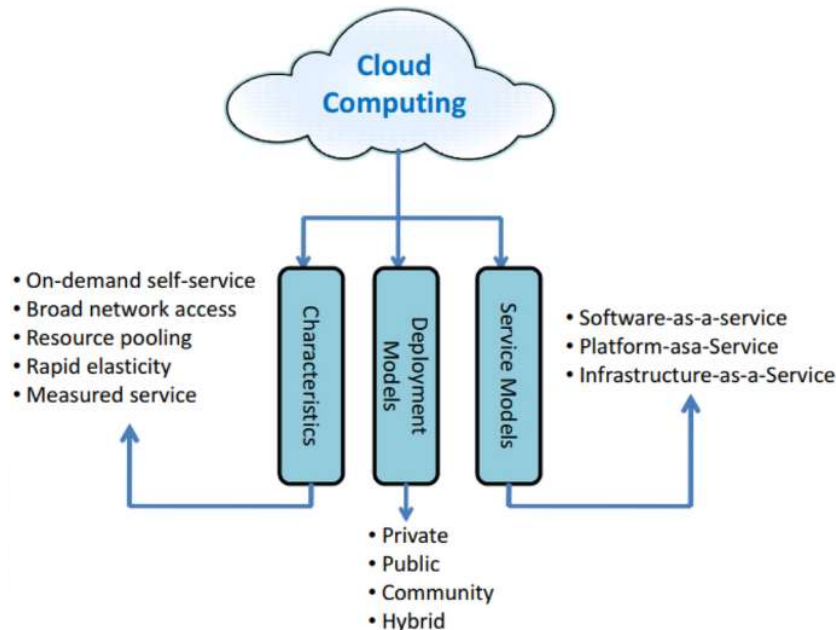 Cloud
Computing
• On-demand self-service
• Broad network access
• Resource pooling
• Rapid elasticity
• Measured service
Characteristics
Deployment
Models
Service Models
• Software-as-a-service
• Platform-asa-Service
• Infrastructure-as-a-Service
• Private
• Public
• Community
• Hybrid